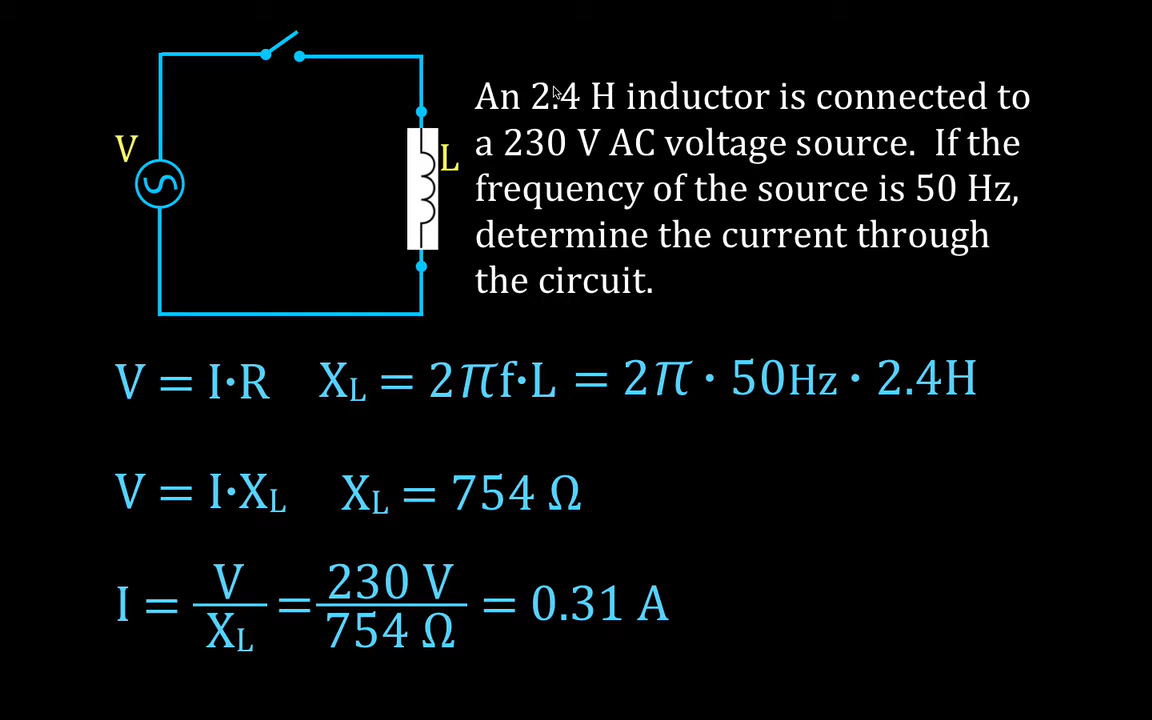 V
L
An 2.4 H inductor is connected to
a 230 V AC voltage source. If the
frequency of the source is 50 Hz,
determine the current through
the circuit.
V = I·R XL = 2πf·L = 2π · 50Hz · 2.4H
V = I·XL XL = 754 Ω
I = V/XL = 230 V/754 Ω = 0.31 A